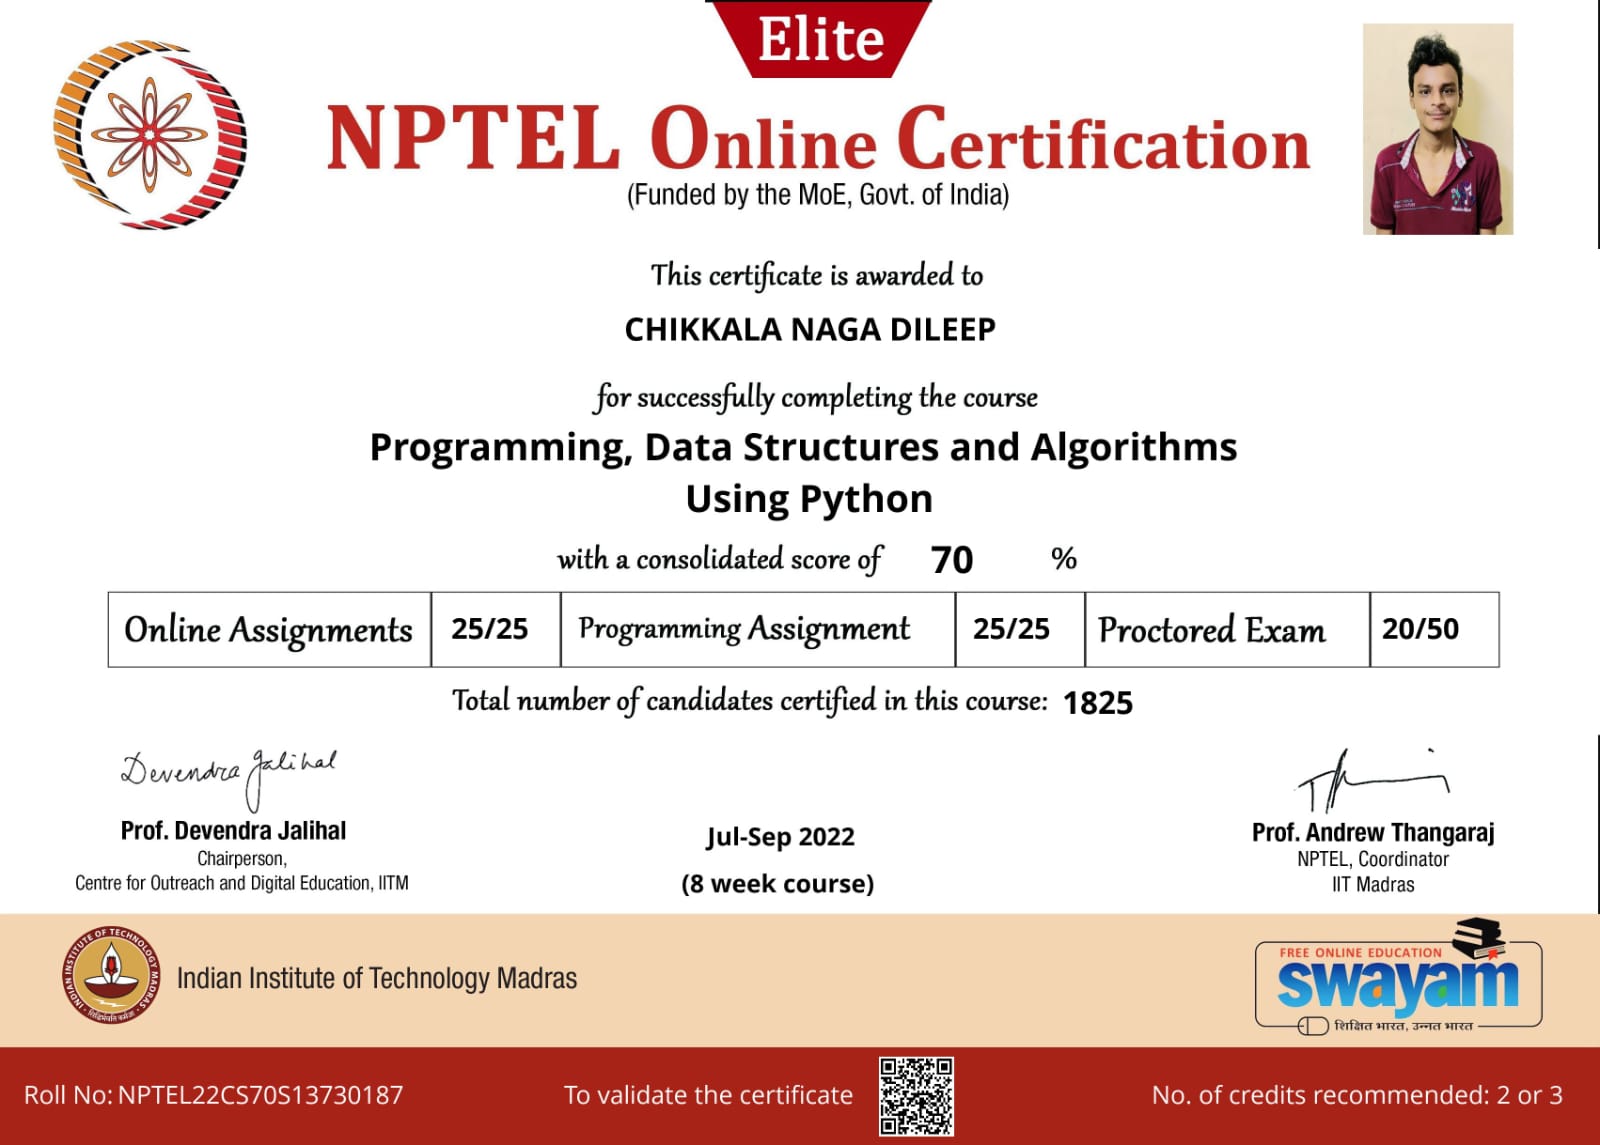 Elite
NPTEL Online Certification
(Funded by the MoE, Govt. of India)
This certificate is awarded to
CHIKKALA NAGA DILEEP
for successfully completing the course
Programming, Data Structures and Algorithms
Using Python
with a consolidated score of 70 %
Online Assignments 25/25 Programming Assignment 25/25 Proctored Exam 20/50
Total number of candidates certified in this course: 1825
Devendra Jalihal
Prof. Devendra Jalihal
Chairperson,
Centre for Outreach and Digital Education, IITM
Jul-Sep 2022
(8 week course)
Prof. Andrew Thangaraj
NPTEL, Coordinator
IIT Madras
INDIAN INSTITUTE OF TECHNOLOGY MADRAS
सिद्धिर्भवति कर्मजा
Indian Institute of Technology Madras
FREE ONLINE EDUCATION
swayam
शिक्षित भारत, उन्नत भारत
Roll No: NPTEL22CS70S13730187
To validate the certificate
No. of credits recommended: 2 or 3